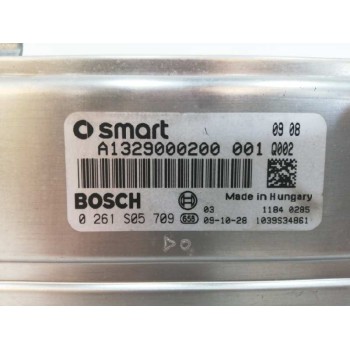 smart 09 08
A1329000200 001 Q002
BOSCH Made in Hungary
03 1184 0285
0 261 S05 709 G58 09-10-28 1039S34861